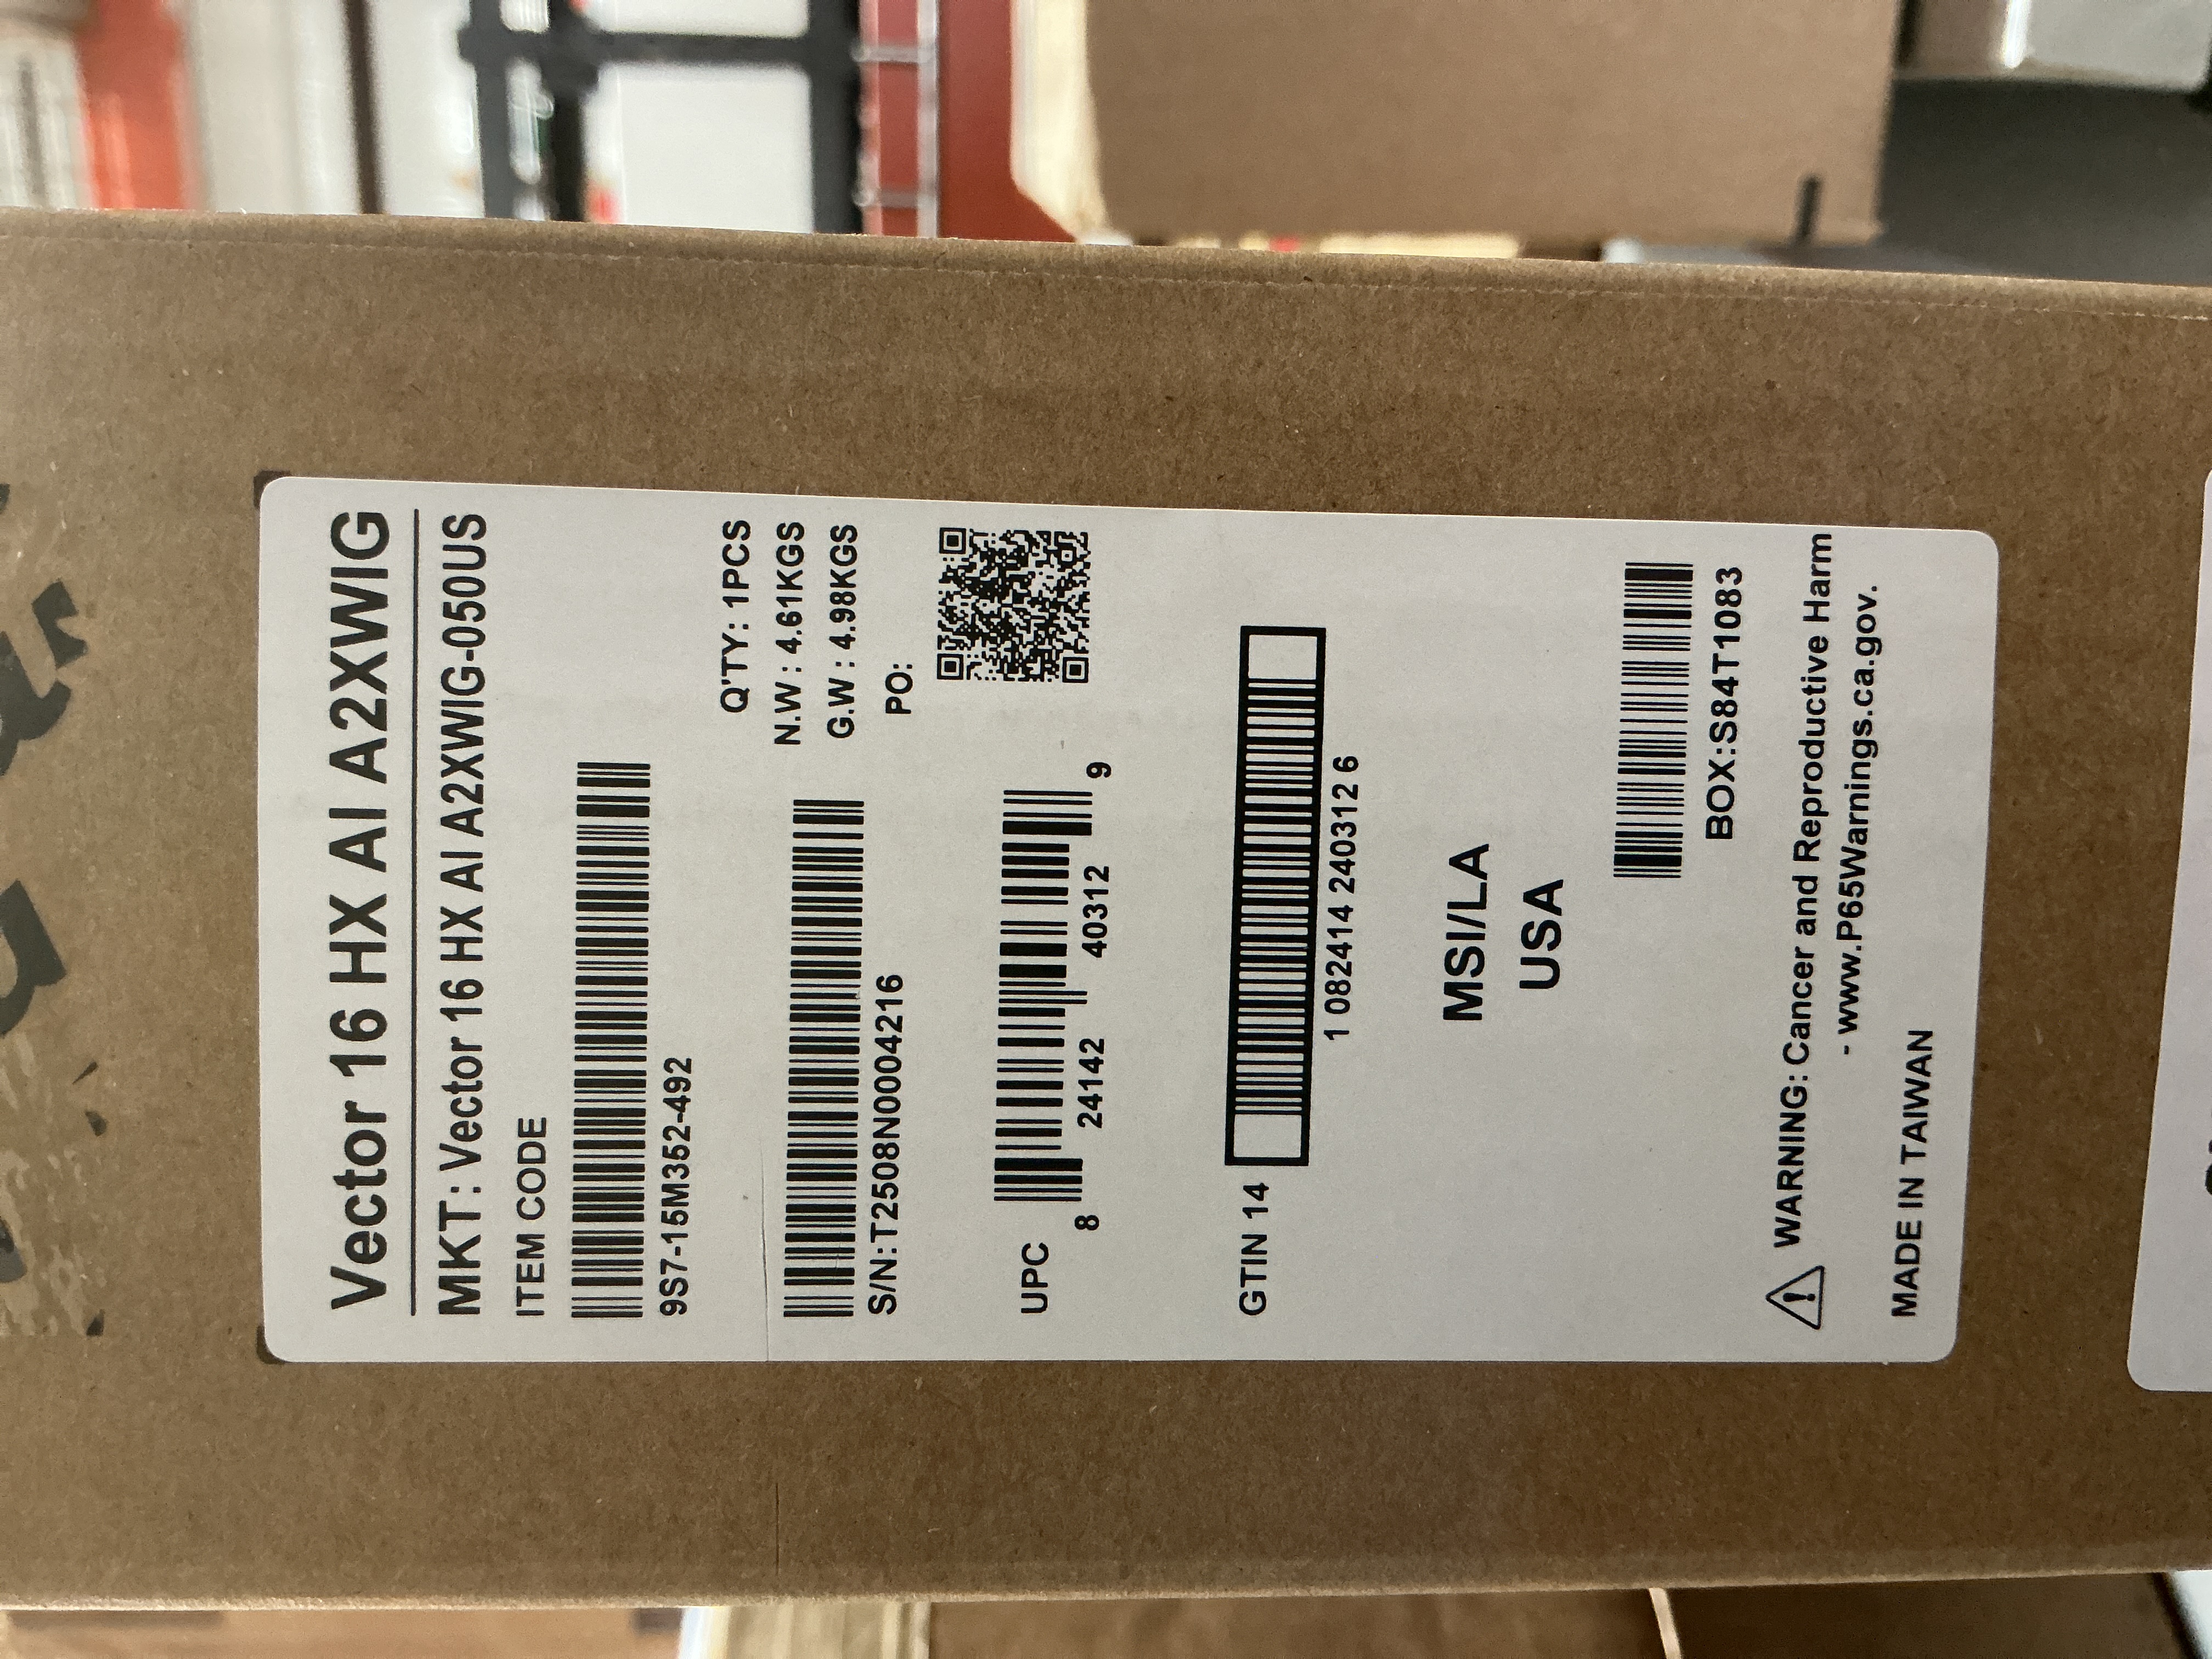 Vector 16 HX AI A2XWIG
MKT: Vector 16 HX AI A2XWIG-050US
ITEM CODE
9S7-15M352-492
Q'TY: 1PCS
N.W : 4.61KGS
G.W : 4.98KGS
PO:
S/N:T2508N0004216
UPC
8 24142 40312 9
GTIN 14
1 082414 240312 6
MSI/LA
USA
BOX:S84T1083
WARNING: Cancer and Reproductive Harm
- www.P65Warnings.ca.gov.
MADE IN TAIWAN